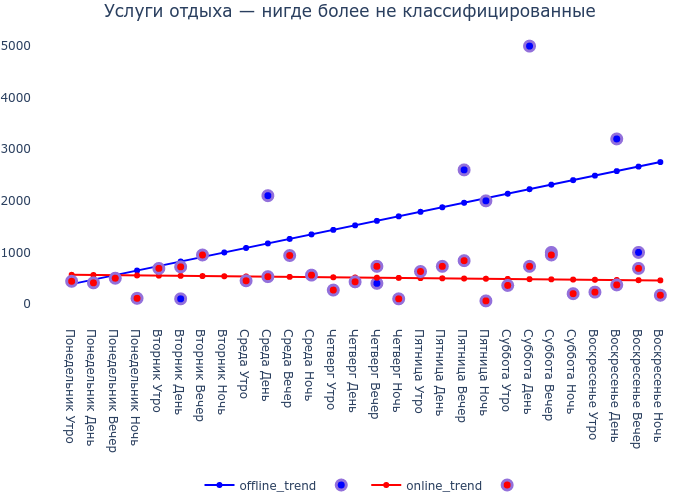 Услуги отдыха — нигде более не классифицированные
5000
4000
3000
2000
1000
0
Понедельник Утро
Понедельник День
Понедельник Вечер
Понедельник Ночь
Вторник Утро
Вторник День
Вторник Вечер
Вторник Ночь
Среда Утро
Среда День
Среда Вечер
Среда Ночь
Четверг Утро
Четверг День
Четверг Вечер
Четверг Ночь
Пятница Утро
Пятница День
Пятница Вечер
Пятница Ночь
Суббота Утро
Суббота День
Суббота Вечер
Суббота Ночь
Воскресенье Утро
Воскресенье День
Воскресенье Вечер
Воскресенье Ночь
offline_trend online_trend